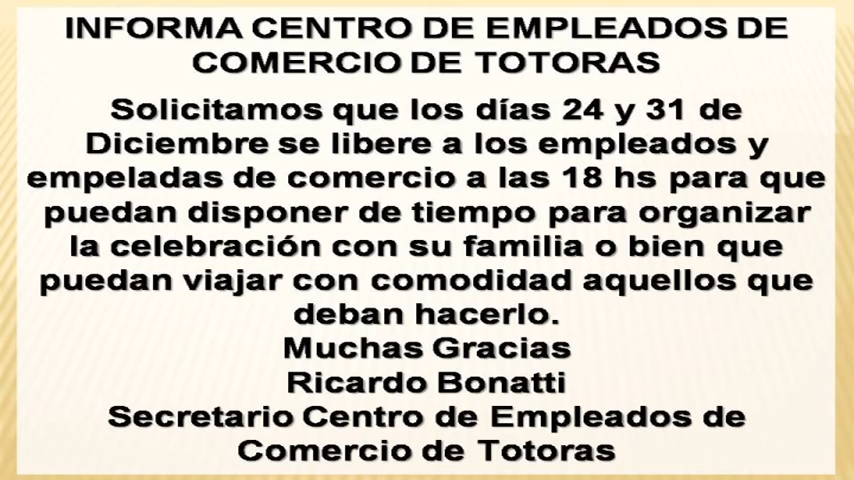 INFORMA CENTRO DE EMPLEADOS DE
COMERCIO DE TOTORAS
Solicitamos que los días 24 y 31 de
Diciembre se libere a los empleados y
empeladas de comercio a las 18 hs para que
puedan disponer de tiempo para organizar
la celebración con su familia o bien que
puedan viajar con comodidad aquellos que
deban hacerlo.
Muchas Gracias
Ricardo Bonatti
Secretario Centro de Empleados de
Comercio de Totoras